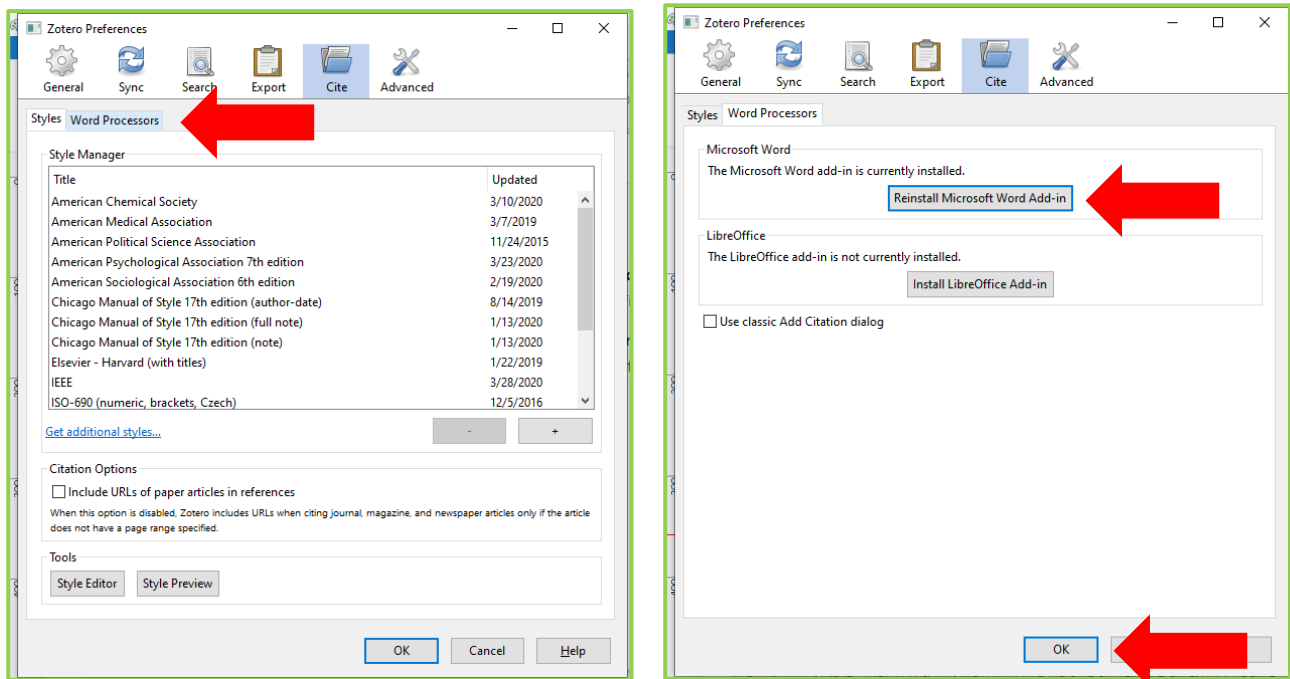 Zotero Preferences
General Sync Search Export Cite Advanced
Styles Word Processors
Style Manager
Title Updated
American Chemical Society 3/10/2020
American Medical Association 3/7/2019
American Political Science Association 11/24/2015
American Psychological Association 7th edition 3/23/2020
American Sociological Association 6th edition 2/19/2020
Chicago Manual of Style 17th edition (author-date) 8/14/2019
Chicago Manual of Style 17th edition (full note) 1/13/2020
Chicago Manual of Style 17th edition (note) 1/13/2020
Elsevier - Harvard (with titles) 1/22/2019
IEEE 3/28/2020
ISO-690 (numeric, brackets, Czech) 12/5/2016
Get additional styles... - +
Citation Options
Include URLs of paper articles in references
When this option is disabled, Zotero includes URLs when citing journal, magazine, and newspaper articles only if the article
does not have a page range specified.
Tools
Style Editor Style Preview
OK Cancel Help
Zotero Preferences
General Sync Search Export Cite Advanced
Styles Word Processors
Microsoft Word
The Microsoft Word add-in is currently installed.
Reinstall Microsoft Word Add-in
LibreOffice
The LibreOffice add-in is not currently installed.
Install LibreOffice Add-in
Use classic Add Citation dialog
OK